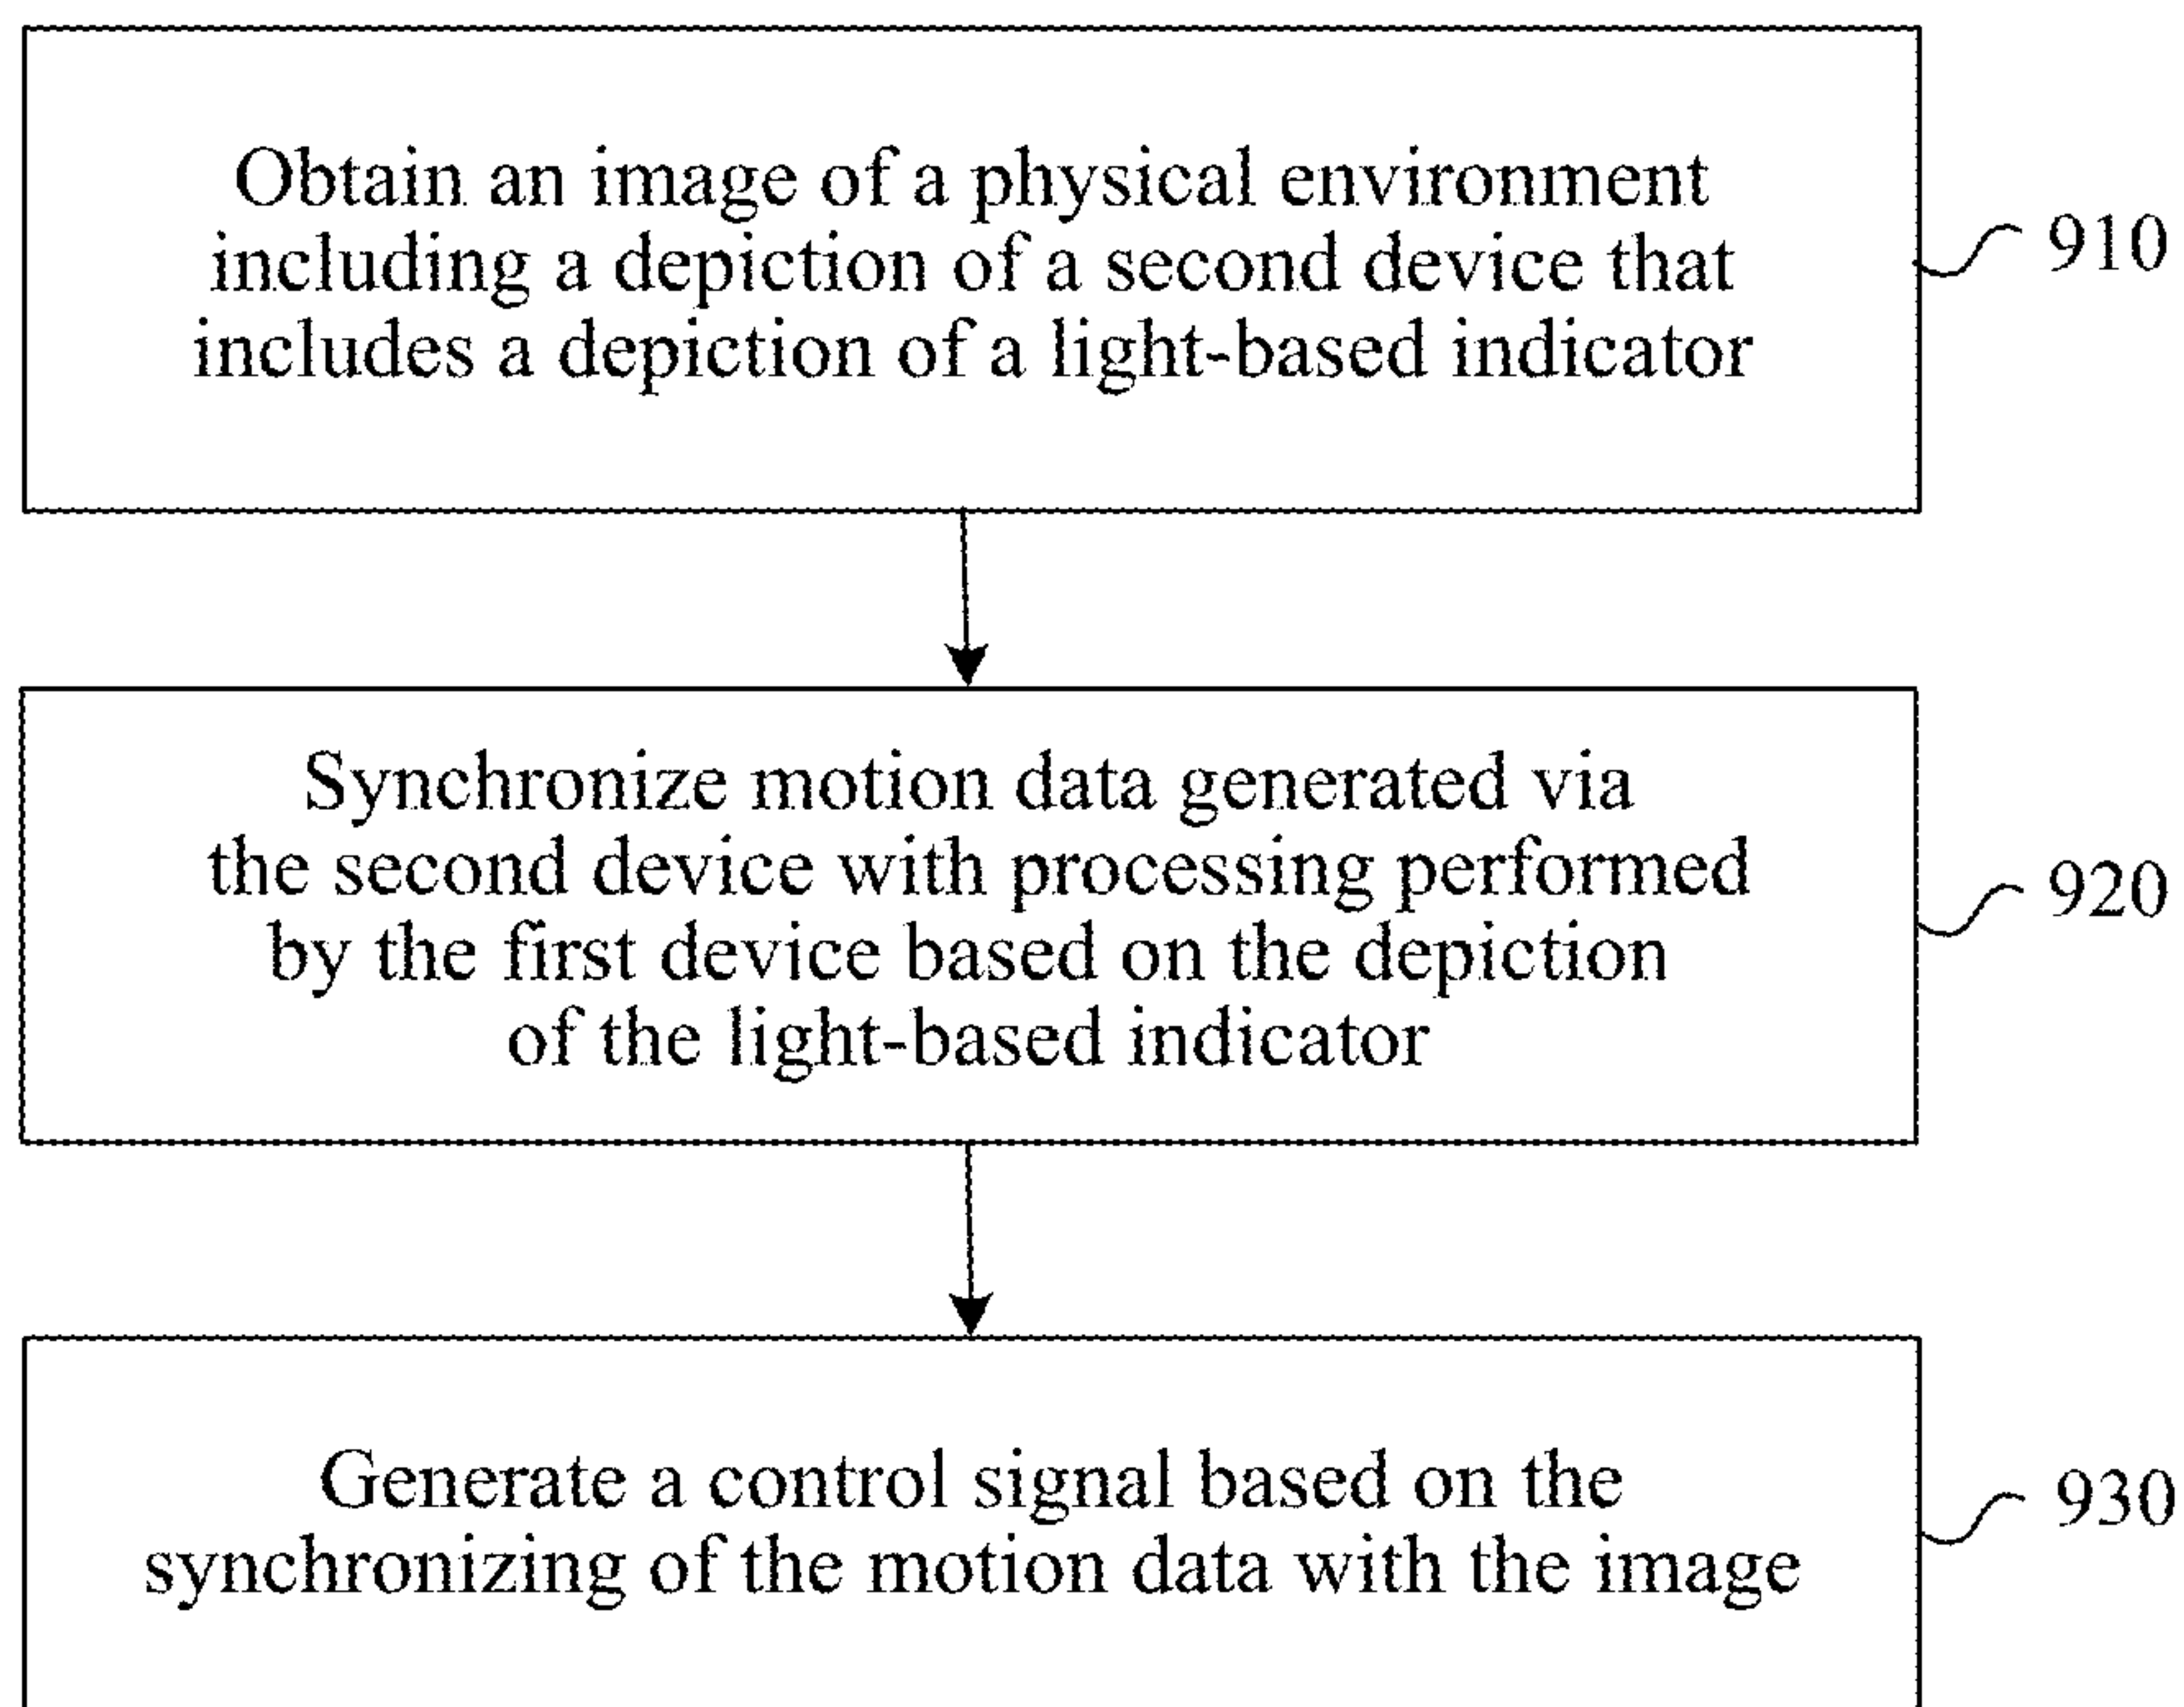 Obtain an image of a physical environment
including a depiction of a second device that
includes a depiction of a light-based indicator
910
Synchronize motion data generated via
the second device with processing performed
by the first device based on the depiction
of the light-based indicator
920
Generate a control signal based on the
synchronizing of the motion data with the image
930